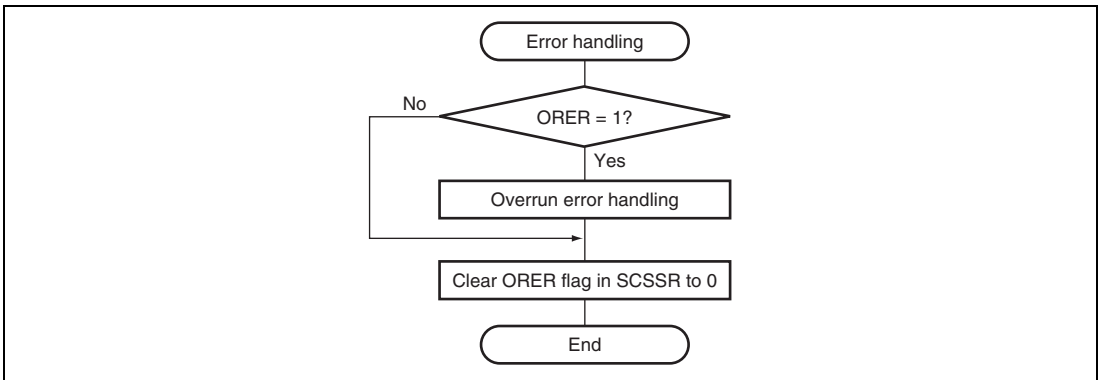 Error handling
No
ORER = 1?
Yes
Overrun error handling
Clear ORER flag in SCSSR to 0
End